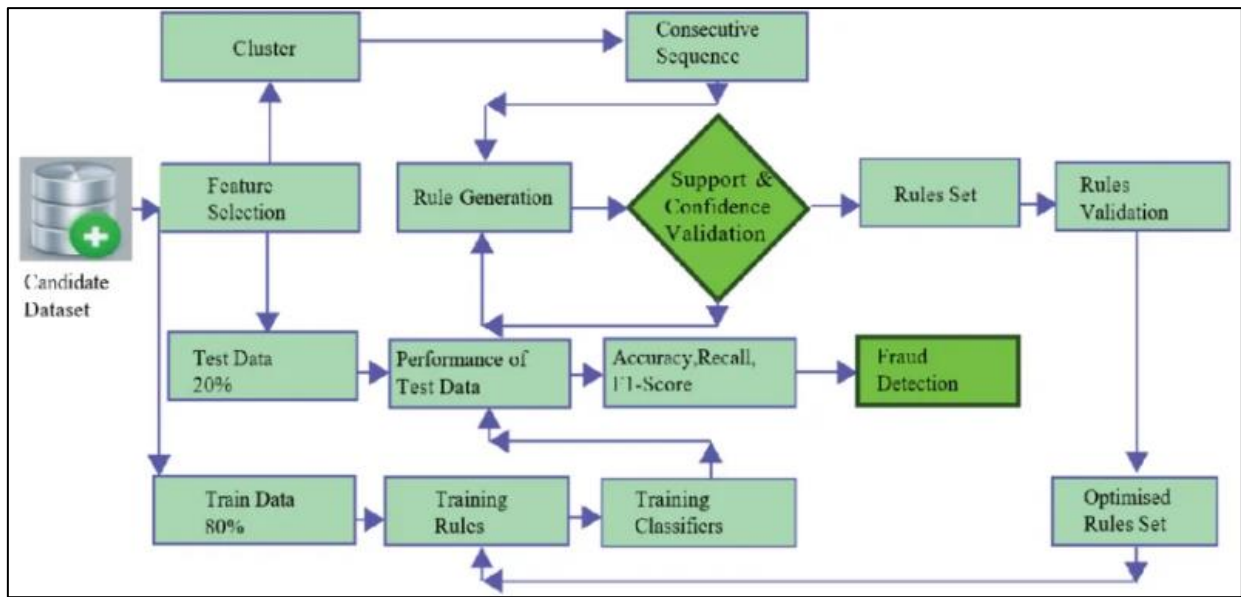 Cluster
Consecutive
Sequence
Candidate
Dataset
Feature
Selection
Rule Generation
Support &
Confidence
Validation
Rules Set
Rules
Validation
Test Data
20%
Performance of
Test Data
Accuracy,Recall,
F1-Score
Fraud
Detection
Train Data
80%
Training
Rules
Training
Classifiers
Optimised
Rules Set